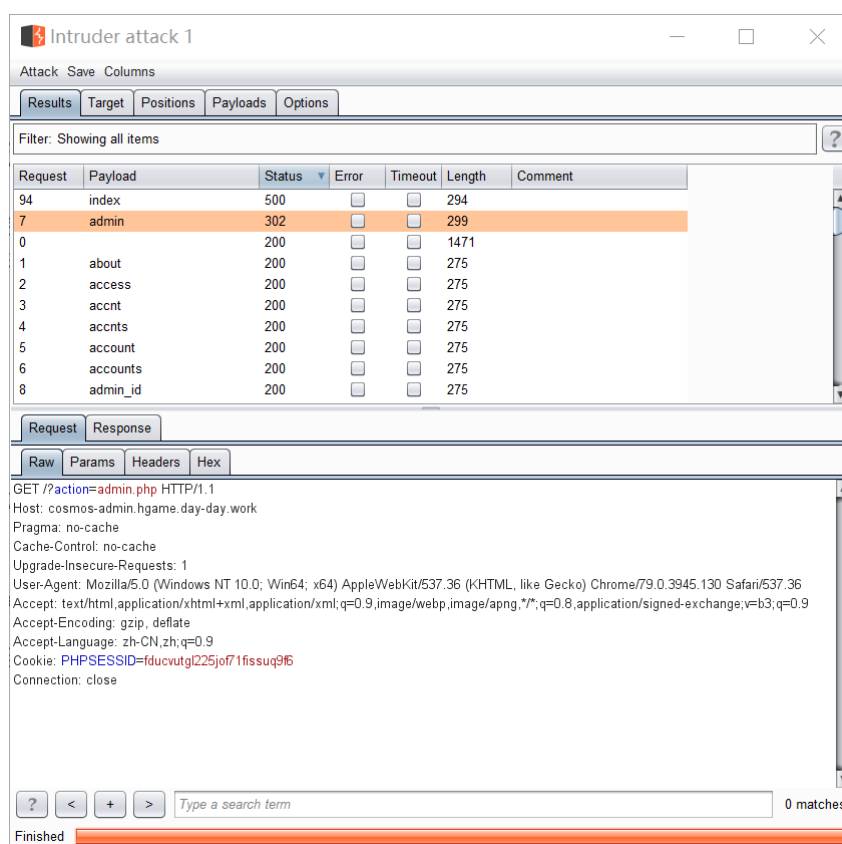 Intruder attack 1
Attack Save Columns
Results Target Positions Payloads Options
Filter: Showing all items
?
Request Payload Status Error Timeout Length Comment
94 index 500 294
7 admin 302 299
0 200 1471
1 about 200 275
2 access 200 275
3 accnt 200 275
4 accnts 200 275
5 account 200 275
6 accounts 200 275
8 admin_id 200 275
Request Response
Raw Params Headers Hex
GET /?action=admin.php HTTP/1.1
Host: cosmos-admin.hgame.day-day.work
Pragma: no-cache
Cache-Control: no-cache
Upgrade-Insecure-Requests: 1
User-Agent: Mozilla/5.0 (Windows NT 10.0; Win64; x64) AppleWebKit/537.36 (KHTML, like Gecko) Chrome/79.0.3945.130 Safari/537.36
Accept: text/html,application/xhtml+xml,application/xml;q=0.9,image/webp,image/apng,*/*;q=0.8,application/signed-exchange;v=b3;q=0.9
Accept-Encoding: gzip, deflate
Accept-Language: zh-CN,zh;q=0.9
Cookie: PHPSESSID=fducvutgl225jof71fissuq9f6
Connection: close
? < + > Type a search term 0 matches
Finished